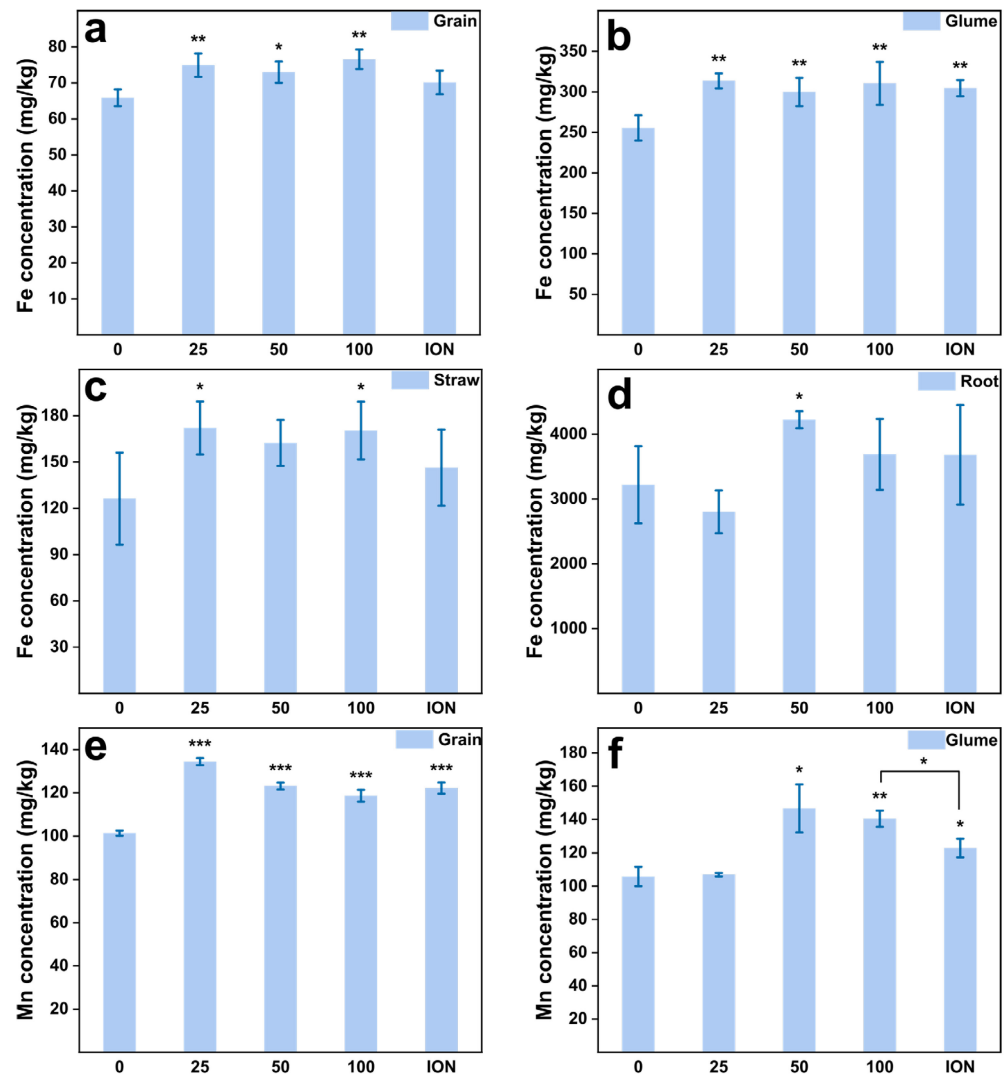 a
Grain
Fe concentration (mg/kg)
80
70
60
50
40
30
20
10
** * **
0 25 50 100 ION
b
Glume
Fe concentration (mg/kg)
350
300
250
200
150
100
50
** ** ** **
0 25 50 100 ION
c
Straw
Fe concentration (mg/kg)
180
150
120
90
60
30
* *
0 25 50 100 ION
d
Root
Fe concentration (mg/kg)
4000
3000
2000
1000
*
0 25 50 100 ION
e
Grain
Mn concentration (mg/kg)
140
120
100
80
60
40
20
*** *** *** ***
0 25 50 100 ION
f
Glume
Mn concentration (mg/kg)
180
160
140
120
100
80
60
40
20
*
* ** *
0 25 50 100 ION